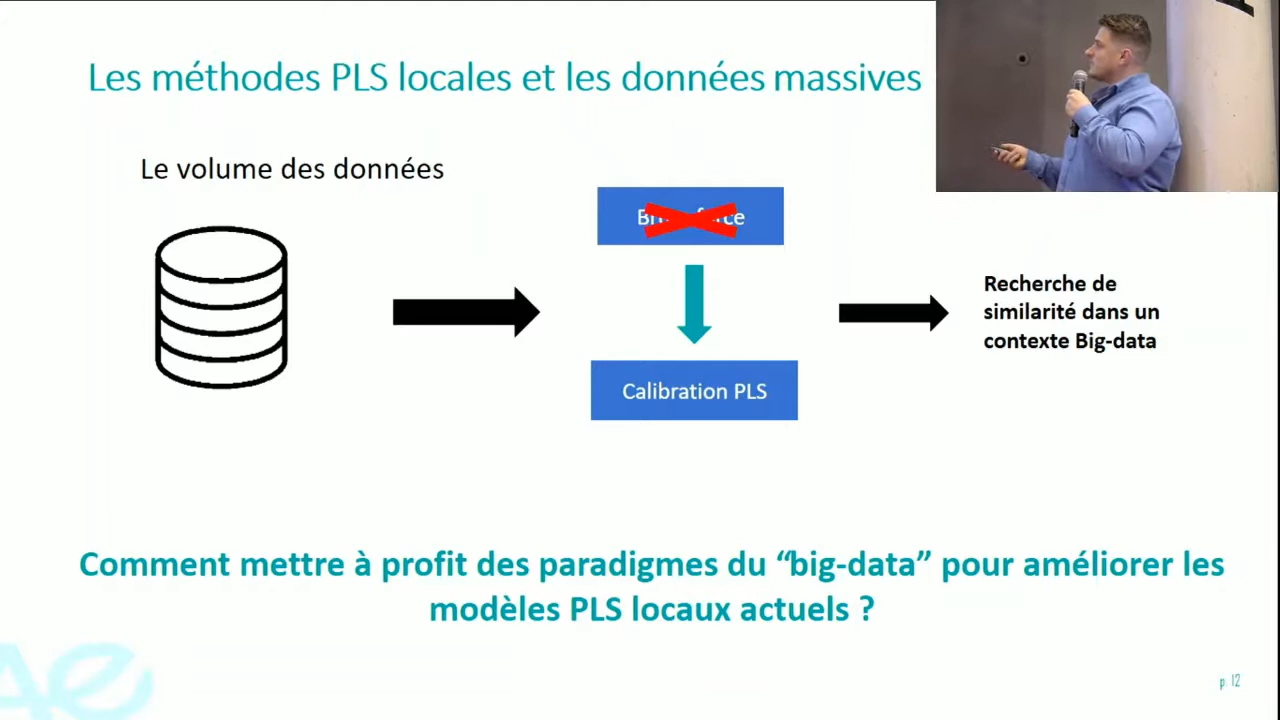 Les méthodes PLS locales et les données massives
Le volume des données
Recherche de
similarité dans un
contexte Big-data
Calibration PLS
Comment mettre à profit des paradigmes du “big-data” pour améliorer les
modèles PLS locaux actuels ?
p. 12